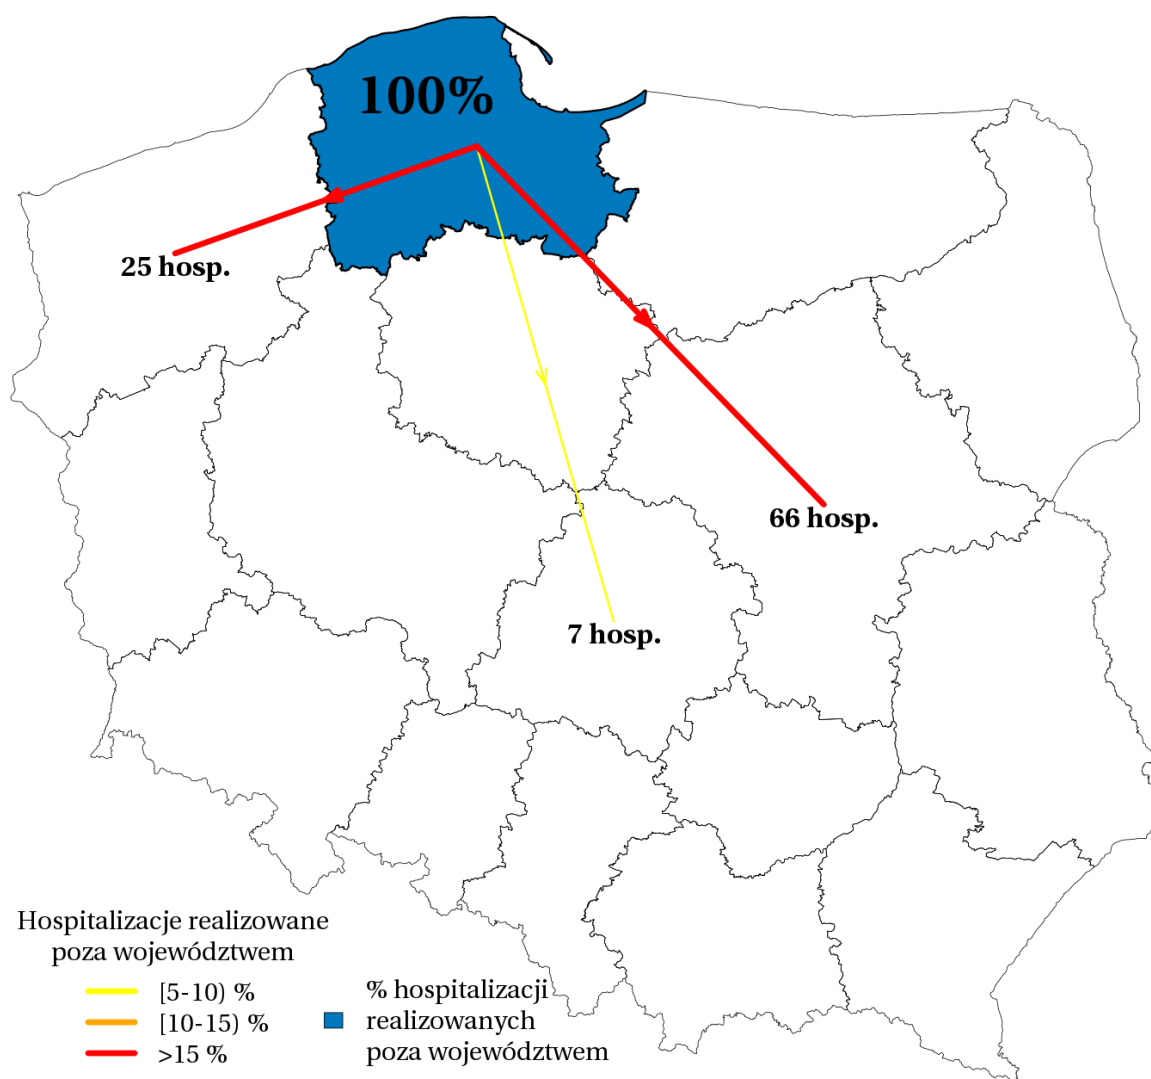 100%
25 hosp.
66 hosp.
7 hosp.
Hospitalizacje realizowane
poza województwem
[5-10) %
[10-15) %
>15 %
% hospitalizacji
realizowanych
poza województwem